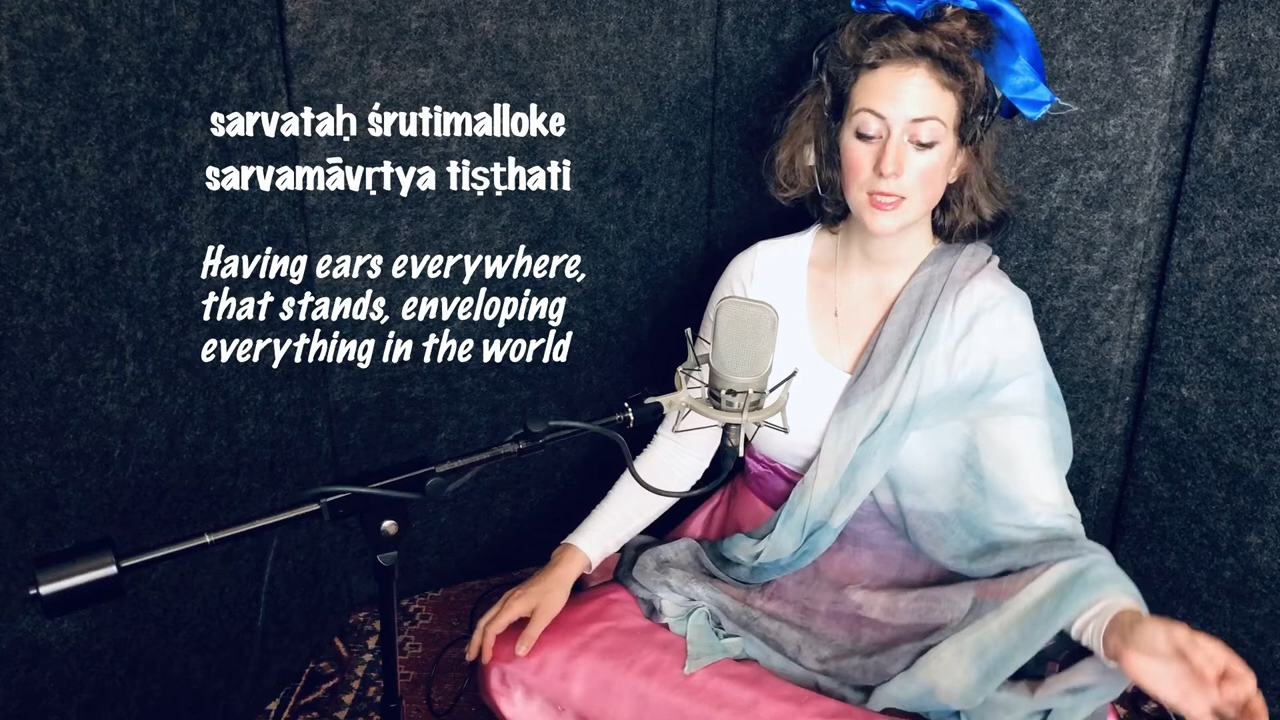 sarvataḥ śrutimalloke
sarvamāvṛtya tiṣṭhati
Having ears everywhere,
that stands, enveloping
everything in the world